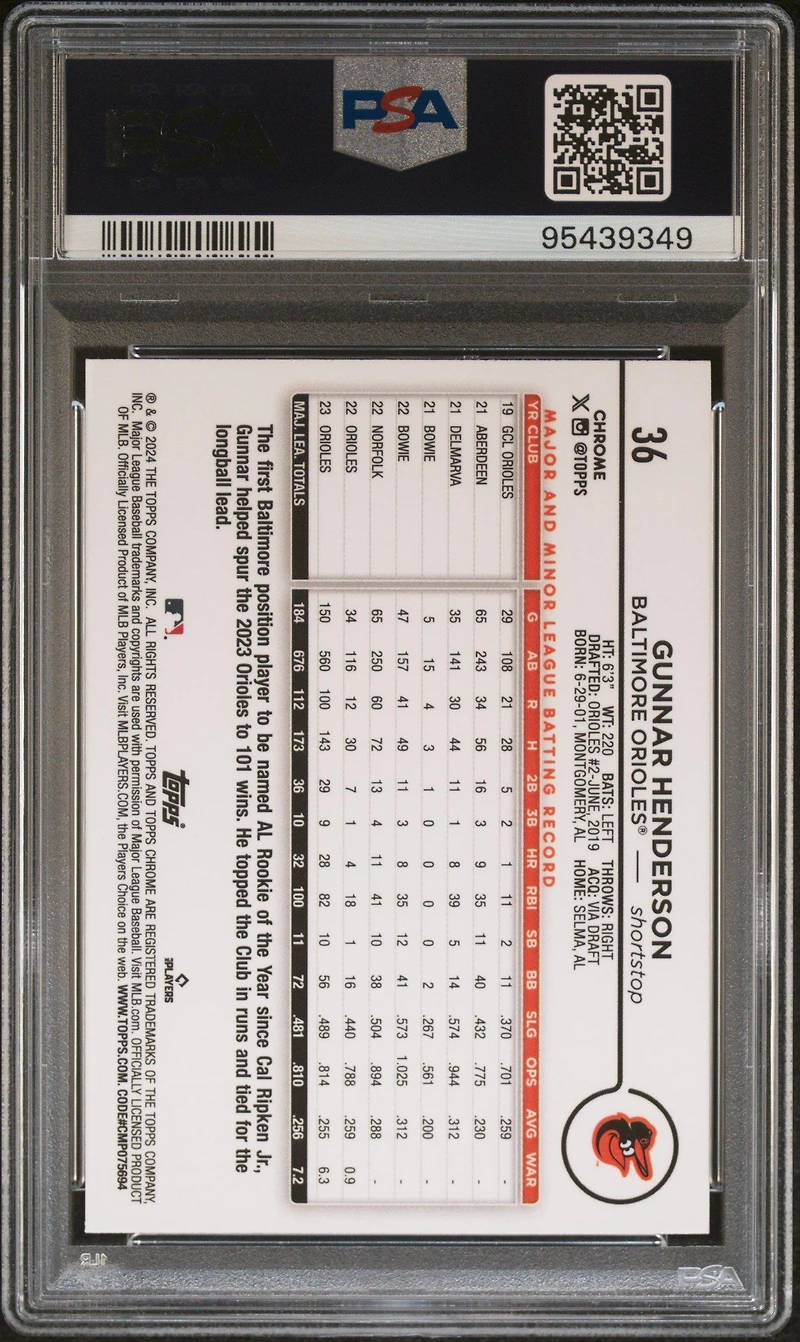 PSA
95439349
36
GUNNAR HENDERSON
BALTIMORE ORIOLES® — shortstop
CHROME
@TOPPS
HT: 6'3" WT: 220 BATS: LEFT THROWS: RIGHT
DRAFTED: ORIOLES #2-JUNE, 2019 ACQ: VIA DRAFT
BORN: 6-29-01, MONTGOMERY, AL HOME: SELMA, AL
MAJOR AND MINOR LEAGUE BATTING RECORD
YR CLUB G AB R H 2B 3B HR RBI SB BB SLG OPS AVG WAR
19 GCL ORIOLES 29 108 21 28 5 2 1 11 2 11 .370 .701 .259 -
21 ABERDEEN 65 243 34 56 16 3 9 35 11 40 .432 .775 .230 -
21 DELMARVA 35 141 30 44 11 1 8 39 5 14 .574 .944 .312 -
21 BOWIE 5 15 4 3 1 0 0 0 0 2 .267 .561 .200 -
22 BOWIE 47 157 41 49 11 3 8 35 12 41 .573 1.025 .312 -
22 NORFOLK 65 250 60 72 13 4 11 41 10 38 .504 .894 .288 -
22 ORIOLES 34 116 12 30 7 1 4 18 1 16 .440 .788 .259 0.9
23 ORIOLES 150 560 100 143 29 9 28 82 10 56 .489 .814 .255 6.3
MAJ. LEA. TOTALS 184 676 112 173 36 10 32 100 11 72 .481 .810 .256 7.2
The first Baltimore position player to be named AL Rookie of the Year since Cal Ripken Jr.,
Gunnar helped spur the 2023 Orioles to 101 wins. He topped the Club in runs and tied for the
longball lead.
topps®
PLAYERS
® & © 2024 THE TOPPS COMPANY, INC. ALL RIGHTS RESERVED. TOPPS AND TOPPS CHROME ARE REGISTERED TRADEMARKS OF THE TOPPS COMPANY,
INC. Major League Baseball trademarks and copyrights are used with permission of Major League Baseball. Visit MLB.com. OFFICIALLY LICENSED PRODUCT
OF MLB Players, Inc. Visit MLBPLAYERS.COM, the Players Choice on the web. WWW.TOPPS.COM. CODE#CMP075694
PSA